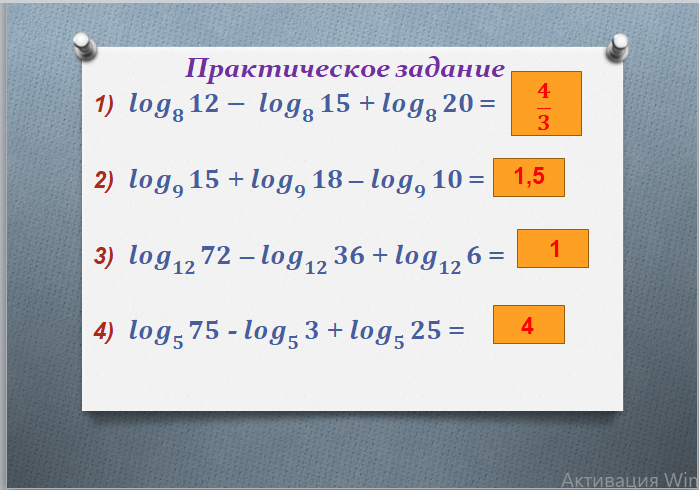 Практическое задание
1) log₈ 12 – log₈ 15 + log₈ 20 = 4/3
2) log₉ 15 + log₉ 18 – log₉ 10 = 1,5
3) log₁₂ 72 – log₁₂ 36 + log₁₂ 6 = 1
4) log₅ 75 - log₅ 3 + log₅ 25 = 4
Активация Win